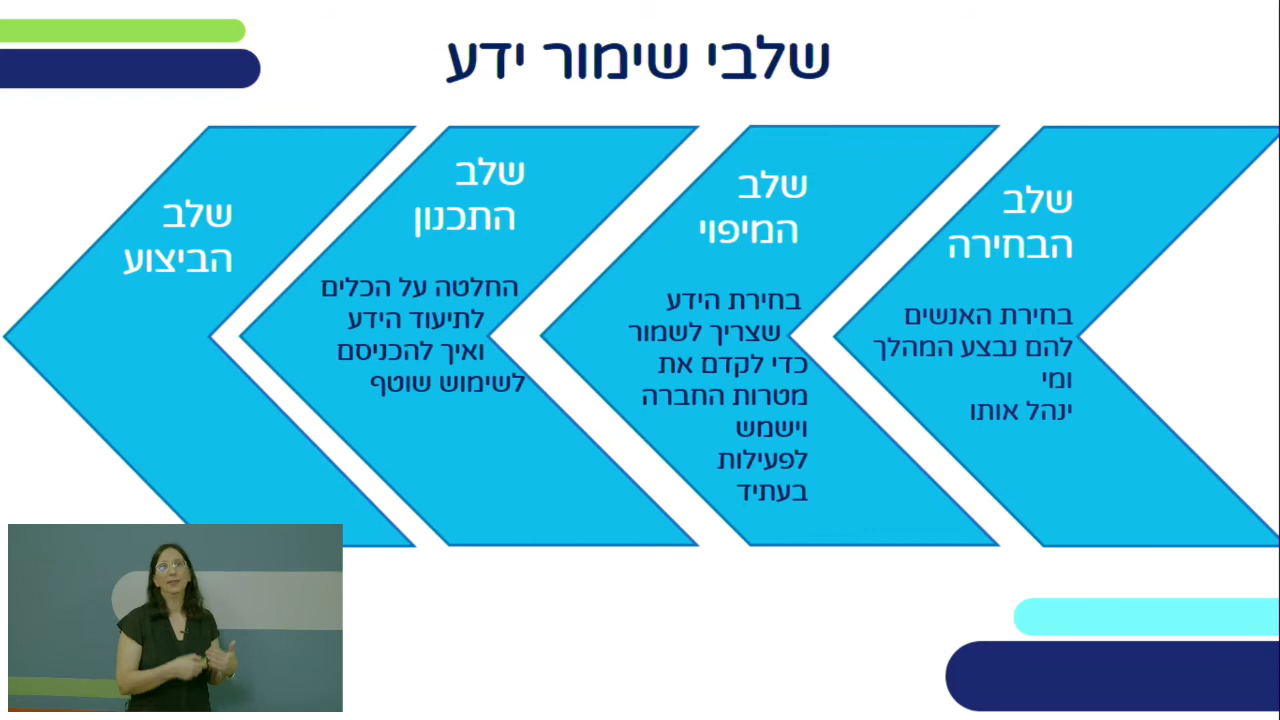 שלבי שימור ידע
שלב
הבחירה
בחירת האנשים
להם נבצע המהלך
ומי
ינהל אותו
שלב
המיפוי
בחירת הידע
שצריך לשמור
כדי לקדם את
מטרות החברה
וישמש
לפעילות
בעתיד
שלב
התכנון
החלטה על הכלים
לתיעוד הידע
ואיך להכניסם
לשימוש שוטף
שלב
הביצוע